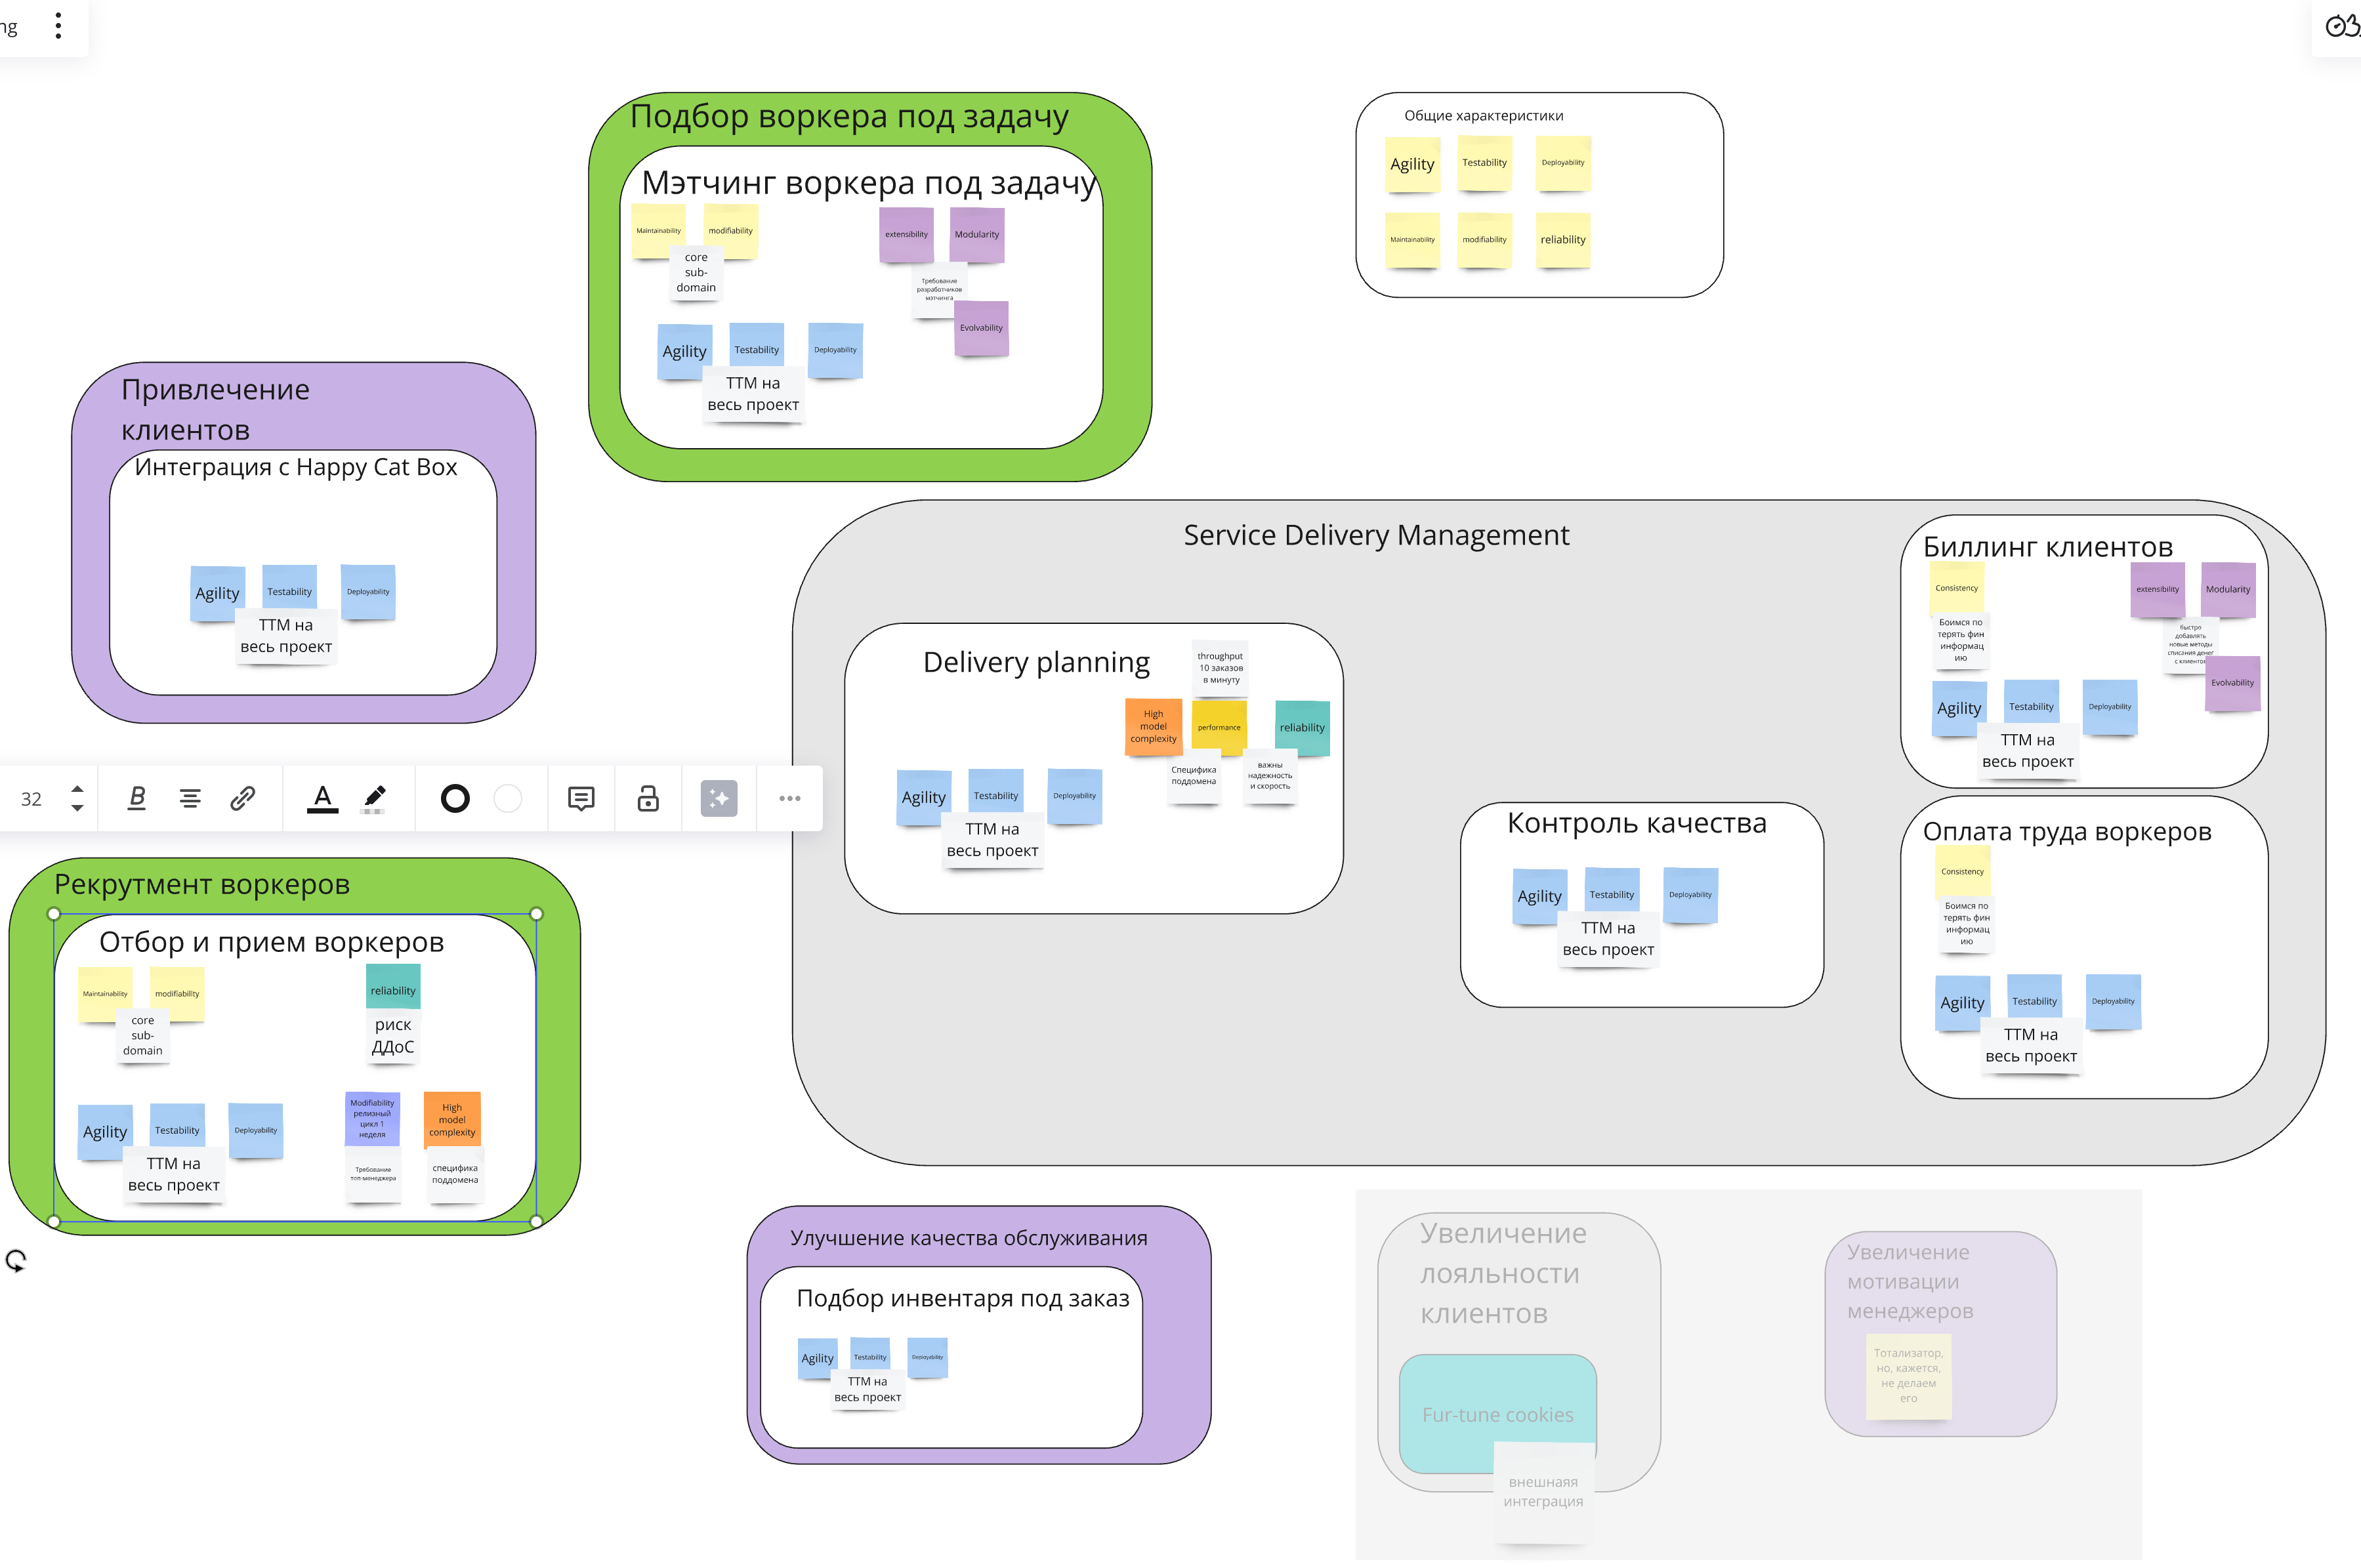 ng
Подбор воркера под задачу
Мэтчинг воркера под задачу
Maintainability
modifiability
core
sub-
domain
extensibility
Modularity
Требование
разработчиков
мэтчинга
Evolvability
Agility
Testability
Deployability
ТТМ на
весь проект
Общие характеристики
Agility
Testability
Deployability
Maintainability
modifiability
reliability
Привлечение
клиентов
Интеграция с Happy Cat Box
Agility
Testability
Deployability
ТТМ на
весь проект
Service Delivery Management
Delivery planning
throughput
10 заказов
в минуту
High
model
complexity
performance
reliability
Специфика
поддомена
важны
надежность
и скорость
Agility
Testability
Deployability
ТТМ на
весь проект
Контроль качества
Agility
Testability
Deployability
ТТМ на
весь проект
Биллинг клиентов
Consistency
Боимся по
терять фин
информац
ию
extensibility
Modularity
быстро
добавлять
новые методы
списания денег
с клиентов
Evolvability
Agility
Testability
Deployability
ТТМ на
весь проект
Оплата труда воркеров
Consistency
Боимся по
терять фин
информац
ию
Agility
Testability
Deployability
ТТМ на
весь проект
32
B
A
Рекрутмент воркеров
Отбор и прием воркеров
Maintainability
modifiability
core
sub-
domain
reliability
риск
ДДоС
Agility
Testability
Deployability
ТТМ на
весь проект
Modifiability
релизный
цикл 1
неделя
Требование
топ-менеджера
High
model
complexity
специфика
поддомена
Улучшение качества обслуживания
Подбор инвентаря под заказ
Agility
Testability
Deployability
ТТМ на
весь проект
Увеличение
лояльности
клиентов
Fur-tune cookies
внешнаяя
интеграция
Увеличение
мотивации
менеджеров
Тотализатор,
но, кажется,
не делаем
его